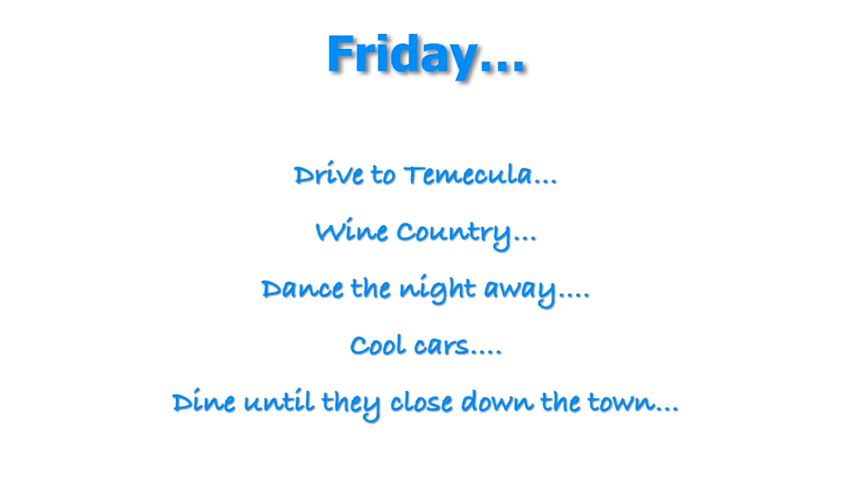 Friday...
Drive to Temecula...
Wine Country...
Dance the night away....
Cool cars....
Dine until they close down the town...